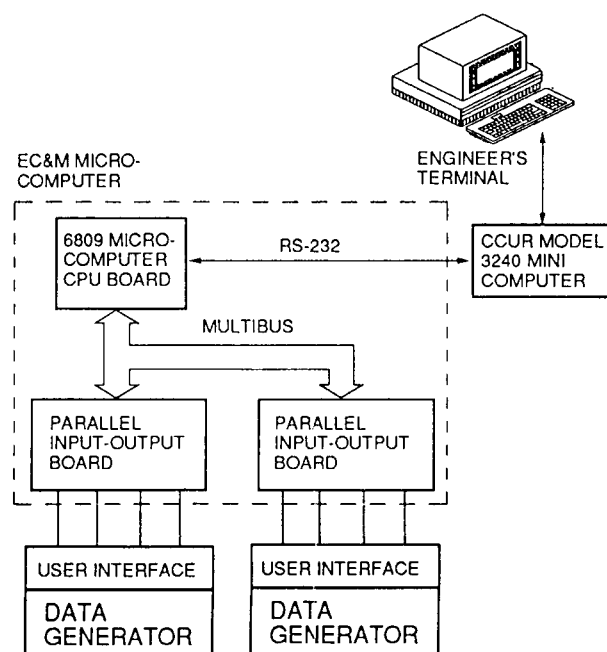 ENGINEER'S
TERMINAL
EC&M MICRO-
COMPUTER
6809 MICRO-
COMPUTER
CPU BOARD
RS-232
CCUR MODEL
3240 MINI
COMPUTER
MULTIBUS
PARALLEL
INPUT-OUTPUT
BOARD
PARALLEL
INPUT-OUTPUT
BOARD
USER INTERFACE
DATA
GENERATOR
USER INTERFACE
DATA
GENERATOR